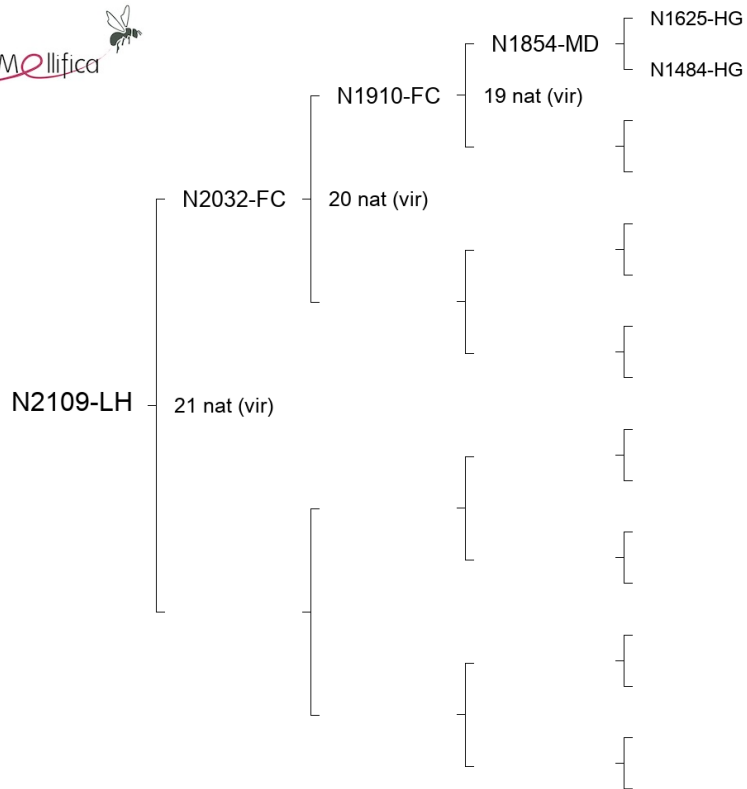 Mellifica
N1625-HG
N1854-MD
N1484-HG
N1910-FC
19 nat (vir)
N2032-FC
20 nat (vir)
N2109-LH
21 nat (vir)